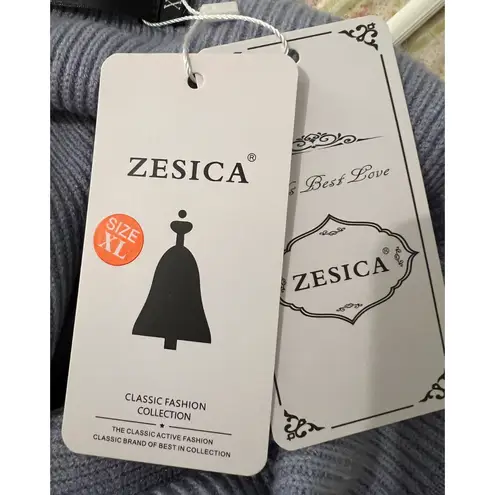 ZESICA®
SIZE
XL
CLASSIC FASHION
COLLECTION
THE CLASSIC ACTIVE FASHION
CLASSIC BRAND OF BEST IN COLLECTION
Best Love
ZESICA®